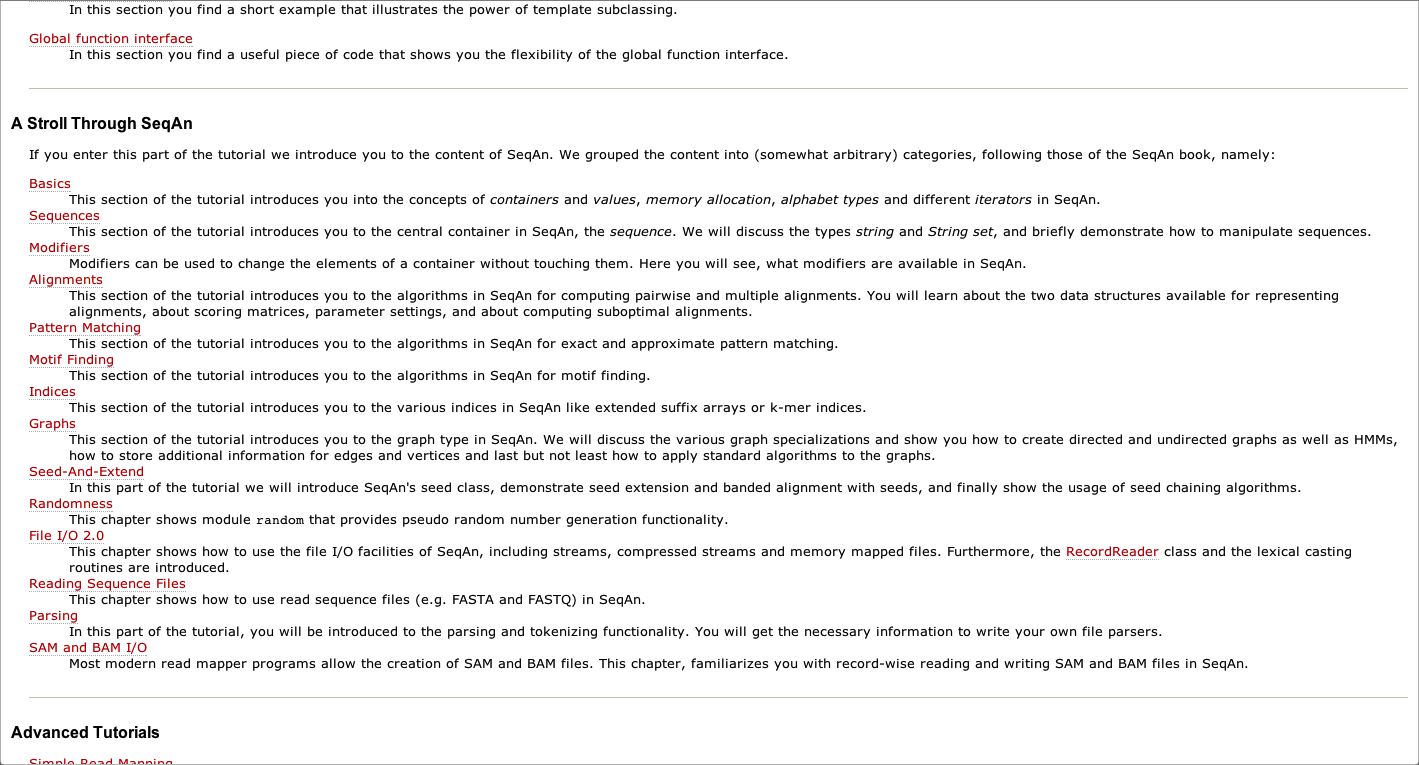 In this section you find a short example that illustrates the power of template subclassing.
Global function interface
In this section you find a useful piece of code that shows you the flexibility of the global function interface.
A Stroll Through SeqAn
If you enter this part of the tutorial we introduce you to the content of SeqAn. We grouped the content into (somewhat arbitrary) categories, following those of the SeqAn book, namely:
Basics
This section of the tutorial introduces you into the concepts of containers and values, memory allocation, alphabet types and different iterators in SeqAn.
Sequences
This section of the tutorial introduces you to the central container in SeqAn, the sequence. We will discuss the types string and String set, and briefly demonstrate how to manipulate sequences.
Modifiers
Modifiers can be used to change the elements of a container without touching them. Here you will see, what modifiers are available in SeqAn.
Alignments
This section of the tutorial introduces you to the algorithms in SeqAn for computing pairwise and multiple alignments. You will learn about the two data structures available for representing
alignments, about scoring matrices, parameter settings, and about computing suboptimal alignments.
Pattern Matching
This section of the tutorial introduces you to the algorithms in SeqAn for exact and approximate pattern matching.
Motif Finding
This section of the tutorial introduces you to the algorithms in SeqAn for motif finding.
Indices
This section of the tutorial introduces you to the various indices in SeqAn like extended suffix arrays or k-mer indices.
Graphs
This section of the tutorial introduces you to the graph type in SeqAn. We will discuss the various graph specializations and show you how to create directed and undirected graphs as well as HMMs,
how to store additional information for edges and vertices and last but not least how to apply standard algorithms to the graphs.
Seed-And-Extend
In this part of the tutorial we will introduce SeqAn's seed class, demonstrate seed extension and banded alignment with seeds, and finally show the usage of seed chaining algorithms.
Randomness
This chapter shows module random that provides pseudo random number generation functionality.
File I/O 2.0
This chapter shows how to use the file I/O facilities of SeqAn, including streams, compressed streams and memory mapped files. Furthermore, the RecordReader class and the lexical casting
routines are introduced.
Reading Sequence Files
This chapter shows how to use read sequence files (e.g. FASTA and FASTQ) in SeqAn.
Parsing
In this part of the tutorial, you will be introduced to the parsing and tokenizing functionality. You will get the necessary information to write your own file parsers.
SAM and BAM I/O
Most modern read mapper programs allow the creation of SAM and BAM files. This chapter, familiarizes you with record-wise reading and writing SAM and BAM files in SeqAn.
Advanced Tutorials
Simple Read Mapping